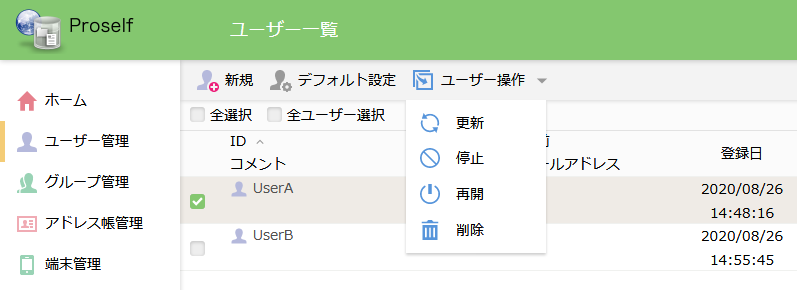 Proself
ユーザー一覧
新規 デフォルト設定 ユーザー操作
全選択 全ユーザー選択
ホーム
ユーザー管理
グループ管理
アドレス帳管理
端末管理
更新
停止
再開
削除
ID 前 登録日
コメント ールアドレス
UserA 2020/08/26
14:48:16
UserB 2020/08/26
14:55:45